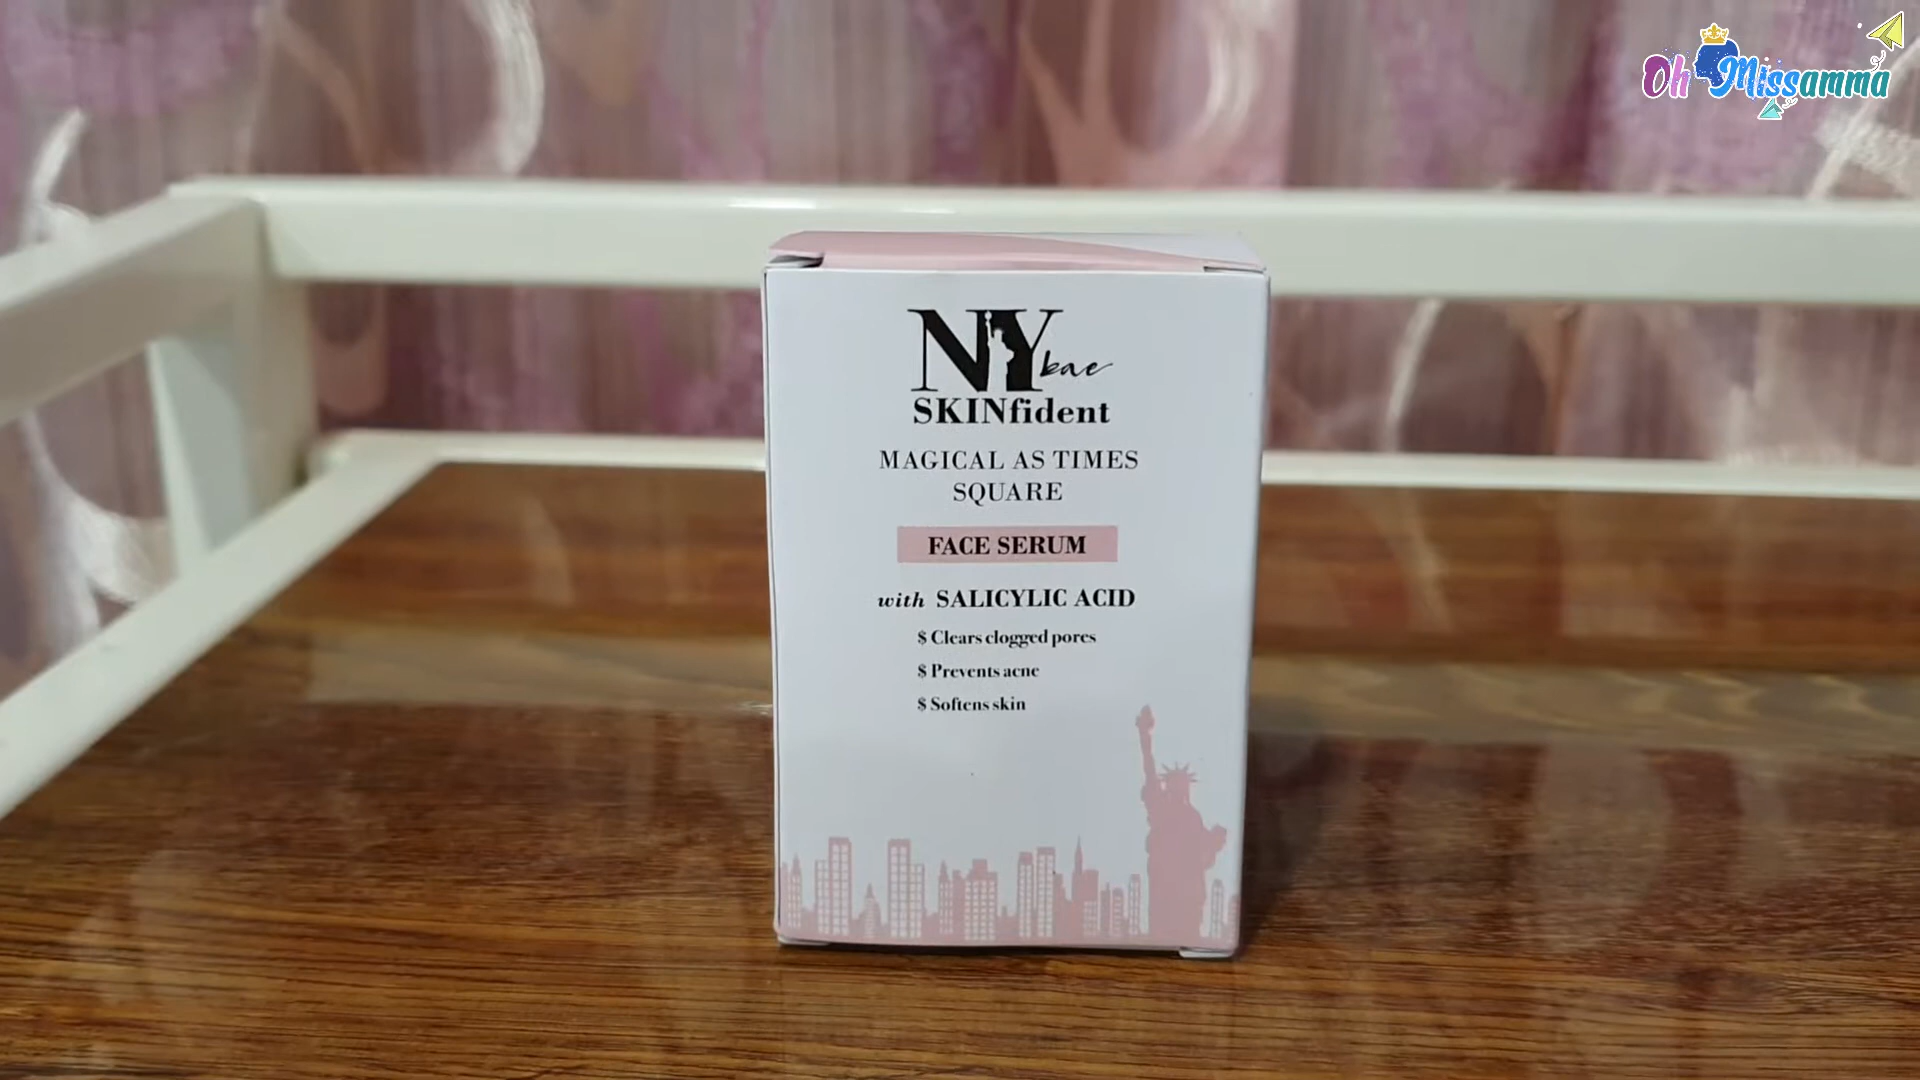 Oh Missamma
NY bae
SKINfident
MAGICAL AS TIMES
SQUARE
FACE SERUM
with SALICYLIC ACID
$ Clears clogged pores
$ Prevents acne
$ Softens skin